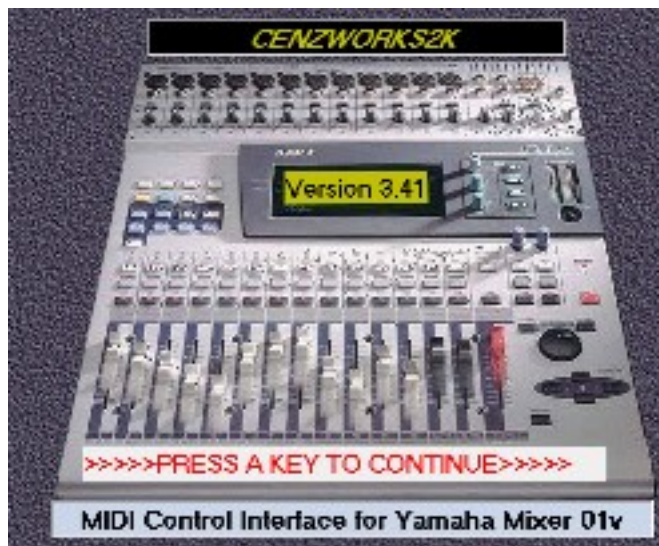 CENZWORKS2K
Version 3.41
>>>>>PRESS A KEY TO CONTINUE>>>>>
MIDI Control Interface for Yamaha Mixer 01v